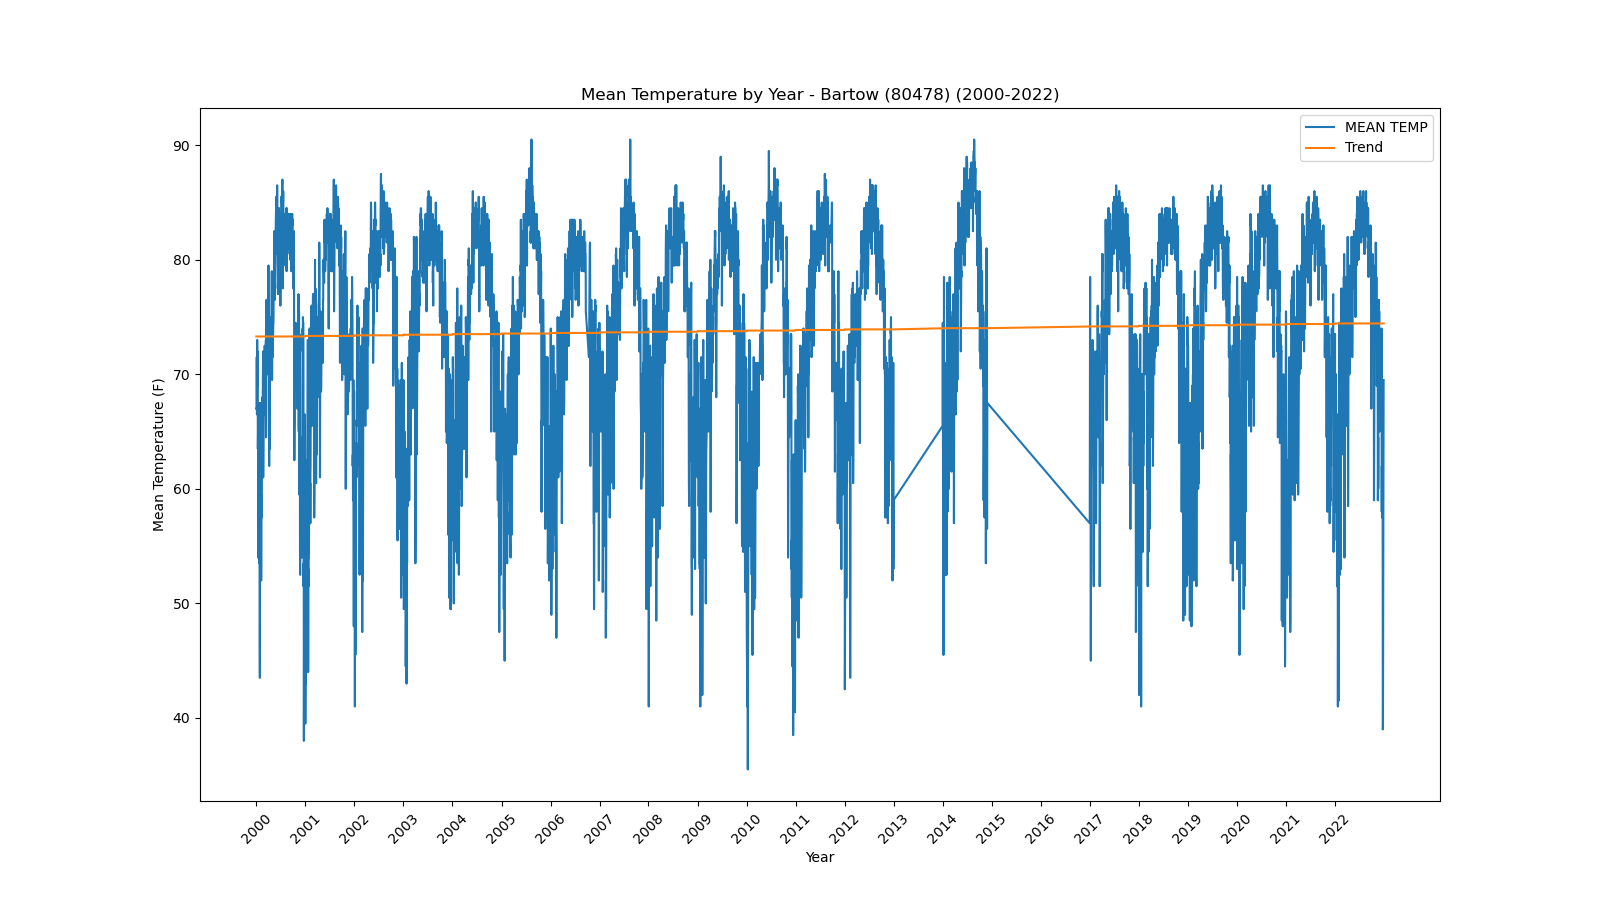 Mean Temperature by Year - Bartow (80478) (2000-2022)
MEAN TEMP
Trend
Mean Temperature (F)
90
80
70
60
50
40
2000 2001 2002 2003 2004 2005 2006 2007 2008 2009 2010 2011 2012 2013 2014 2015 2016 2017 2018 2019 2020 2021 2022
Year